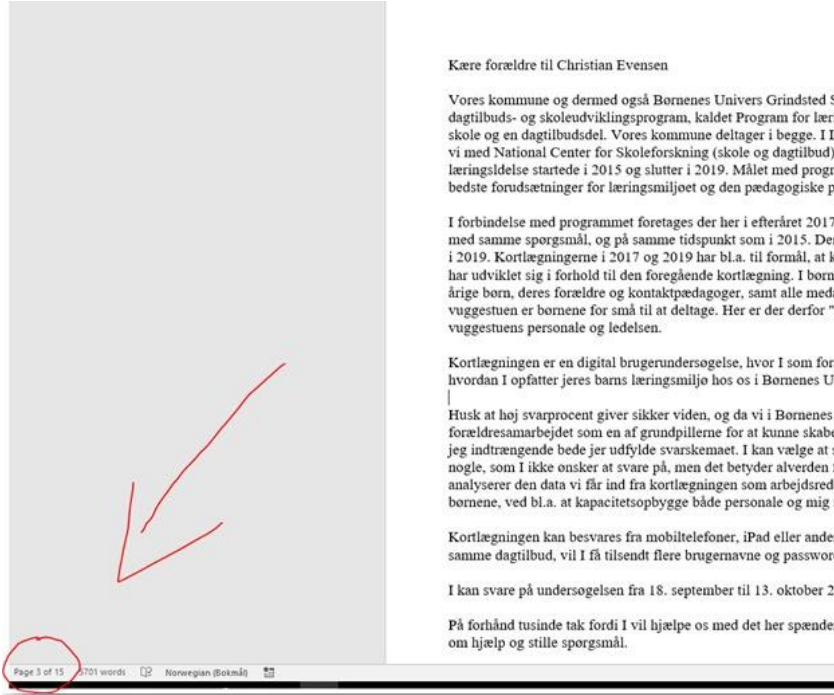 Kære forældre til Christian Evensen
Vores kommune og dermed også Børnenes Univers Grindsted S
dagtilbuds- og skoleudviklingsprogram, kaldet Program for lær
skole og en dagtilbudsdel. Vores kommune deltager i begge. I
vi med National Center for Skoleforskning (skole og dagtilbud)
læringsldelse startede i 2015 og slutter i 2019. Målet med progr
bedste forudsætninger for læringsmiljøet og den pædagogiske p
I forbindelse med programmet foretages der her i efteråret 2017
med samme spørgsmål, og på samme tidspunkt som i 2015. De
i 2019. Kortlægningerne i 2017 og 2019 har bl.a. til formål, at k
har udviklet sig i forhold til den foregående kortlægning. I børn
årige børn, deres forældre og kontaktpædagoger, samt alle med
vuggestuen er børnene for små til at deltage. Her er der derfor "
vuggestuens personale og ledelsen.
Kortlægningen er en digital brugerundersøgelse, hvor I som for
hvordan I opfatter jeres barns læringsmiljø hos os i Børnenes U
Husk at høj svarprocent giver sikker viden, og da vi i Børnenes
forældresamarbejdet som en af grundpillerne for at kunne skabe
jeg indtrængende bede jer udfylde svarskemaet. I kan vælge at s
nogle, som I ikke ønsker at svare på, men det betyder alverden
analyserer den data vi får ind fra kortlægningen som arbejdsred
børnene, ved bl.a. at kapacitetsopbygge både personale og mig
Kortlægningen kan besvares fra mobiltelefoner, iPad eller ande
samme dagtilbud, vil I få tilsendt flere brugernavne og passwor
I kan svare på undersøgelsen fra 18. september til 13. oktober 2
På forhånd tusinde tak fordi I vil hjælpe os med det her spænde
om hjælp og stille spørgsmål.
Page 3 of 15 5701 words Norwegian (Bokmål)